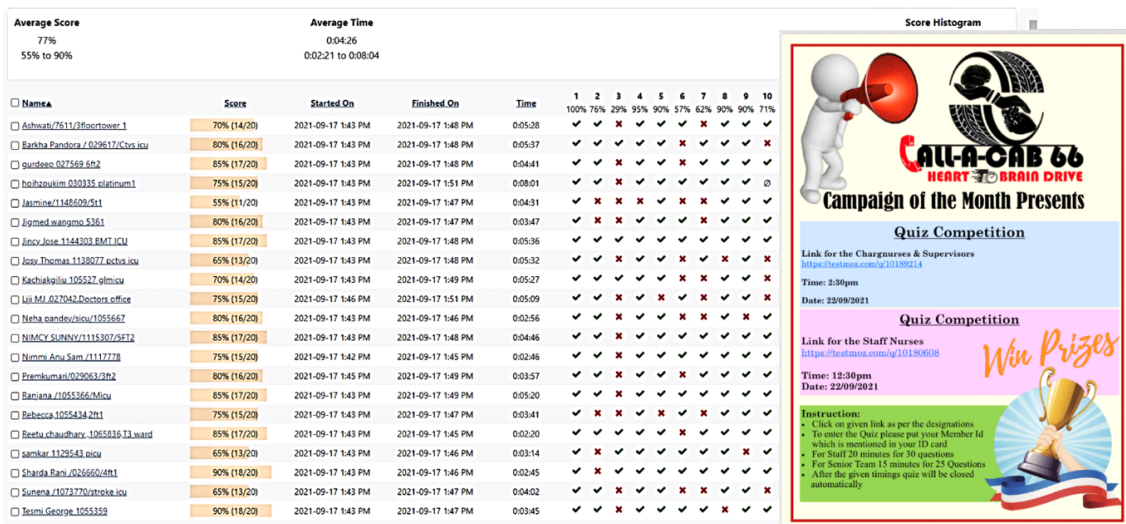 Average Score
77%
55% to 90%
Average Time
0:04:26
0:02:21 to 0:08:04
Score Histogram
Name▲ Score Started On Finished On Time 1 2 3 4 5 6 7 8 9 10
100% 76% 29% 95% 90% 57% 62% 90% 90% 71%
Ashwati/7611/3floortower 1 70% (14/20) 2021-09-17 1:43 PM 2021-09-17 1:48 PM 0:05:28 ✔ ✔ ✘ ✔ ✔ ✔ ✘ ✔ ✔ ✔
Barkha Pandora / 029617/Ctvs icu 80% (16/20) 2021-09-17 1:43 PM 2021-09-17 1:48 PM 0:05:37 ✔ ✔ ✔ ✔ ✔ ✘ ✔ ✔ ✔ ✘
gurdeep 027569 6ft2 85% (17/20) 2021-09-17 1:43 PM 2021-09-17 1:48 PM 0:04:41 ✔ ✔ ✘ ✔ ✔ ✘ ✔ ✔ ✔ ✔
hoihzoukim 030335 platinum1 75% (15/20) 2021-09-17 1:43 PM 2021-09-17 1:51 PM 0:08:01 ✔ ✔ ✘ ✔ ✔ ✔ ✔ ✔ ✔ ∅
Jasmine/1148609/5t1 55% (11/20) 2021-09-17 1:43 PM 2021-09-17 1:47 PM 0:04:31 ✔ ✘ ✘ ✘ ✔ ✘ ✘ ✔ ✔ ✔
Jigmed wangmo 5361 80% (16/20) 2021-09-17 1:43 PM 2021-09-17 1:47 PM 0:03:47 ✔ ✘ ✘ ✔ ✔ ✔ ✘ ✔ ✔ ✔
Jincy Jose 1144303 BMT ICU 85% (17/20) 2021-09-17 1:43 PM 2021-09-17 1:48 PM 0:05:36 ✔ ✔ ✔ ✔ ✔ ✔ ✔ ✔ ✔ ✔
Josy Thomas 1138077 pctvs icu 65% (13/20) 2021-09-17 1:43 PM 2021-09-17 1:48 PM 0:05:32 ✔ ✔ ✘ ✔ ✔ ✘ ✔ ✘ ✔ ✘
Kachiakgiliu 105527 glmicu 70% (14/20) 2021-09-17 1:43 PM 2021-09-17 1:49 PM 0:05:27 ✔ ✔ ✔ ✔ ✔ ✘ ✘ ✔ ✔ ✘
Liji MJ .027042.Doctors office 75% (15/20) 2021-09-17 1:46 PM 2021-09-17 1:51 PM 0:05:09 ✔ ✔ ✘ ✔ ✘ ✔ ✘ ✔ ✔ ✘
Neha pandey/sicu/1055667 80% (16/20) 2021-09-17 1:43 PM 2021-09-17 1:46 PM 0:02:56 ✔ ✔ ✘ ✔ ✔ ✘ ✘ ✔ ✘ ✔
NIMCY SUNNY/1115307/5FT2 85% (17/20) 2021-09-17 1:43 PM 2021-09-17 1:48 PM 0:04:46 ✔ ✔ ✘ ✔ ✔ ✔ ✔ ✔ ✔ ✔
Nimmi Anu Sam /1117778 75% (15/20) 2021-09-17 1:42 PM 2021-09-17 1:45 PM 0:02:46 ✔ ✔ ✘ ✔ ✔ ✔ ✔ ✔ ✔ ✔
Premkumari/029063/3ft2 80% (16/20) 2021-09-17 1:45 PM 2021-09-17 1:49 PM 0:03:57 ✔ ✔ ✘ ✔ ✔ ✘ ✔ ✔ ✔ ✔
Ranjana /1055366/Micu 85% (17/20) 2021-09-17 1:43 PM 2021-09-17 1:49 PM 0:05:20 ✔ ✔ ✘ ✔ ✔ ✔ ✔ ✔ ✔ ✔
Rebecca,1055434,2ft1 75% (15/20) 2021-09-17 1:43 PM 2021-09-17 1:47 PM 0:03:41 ✔ ✘ ✘ ✔ ✘ ✔ ✘ ✔ ✔ ✔
Reetu chaudhary ,1065836,T3 ward 85% (17/20) 2021-09-17 1:43 PM 2021-09-17 1:45 PM 0:02:20 ✔ ✔ ✔ ✔ ✔ ✘ ✔ ✔ ✔ ✔
samkar 1129543 picu 65% (13/20) 2021-09-17 1:43 PM 2021-09-17 1:46 PM 0:03:14 ✔ ✘ ✔ ✔ ✔ ✔ ✔ ✔ ✘ ✔
Sharda Rani /026660/4ft1 90% (18/20) 2021-09-17 1:43 PM 2021-09-17 1:46 PM 0:02:45 ✔ ✘ ✔ ✔ ✔ ✔ ✔ ✔ ✔ ✔
Sunena /1073770/stroke icu 65% (13/20) 2021-09-17 1:43 PM 2021-09-17 1:47 PM 0:04:02 ✔ ✔ ✘ ✔ ✔ ✘ ✘ ✔ ✔ ✘
Tesmi George 1055359 90% (18/20) 2021-09-17 1:43 PM 2021-09-17 1:47 PM 0:03:45 ✔ ✔ ✔ ✔ ✔ ✔ ✔ ✘ ✔ ✔
CALL-A-CAB 66
HEART TO BRAIN DRIVE
Campaign of the Month Presents
Quiz Competition
Link for the Chargnurses & Supervisors
https://testmoz.com/q/10189214
Time: 2:30pm
Date: 22/09/2021
Quiz Competition
Link for the Staff Nurses
https://testmoz.com/q/10180608
Time: 12:30pm
Date: 22/09/2021
Win Prizes
Instruction:
• Click on given link as per the designations
• To enter the Quiz please put your Member Id
which is mentioned in your ID card
• For Staff 20 minutes for 30 questions
• For Senior Team 15 minutes for 25 Questions
• After the given timings quiz will be closed
automatically